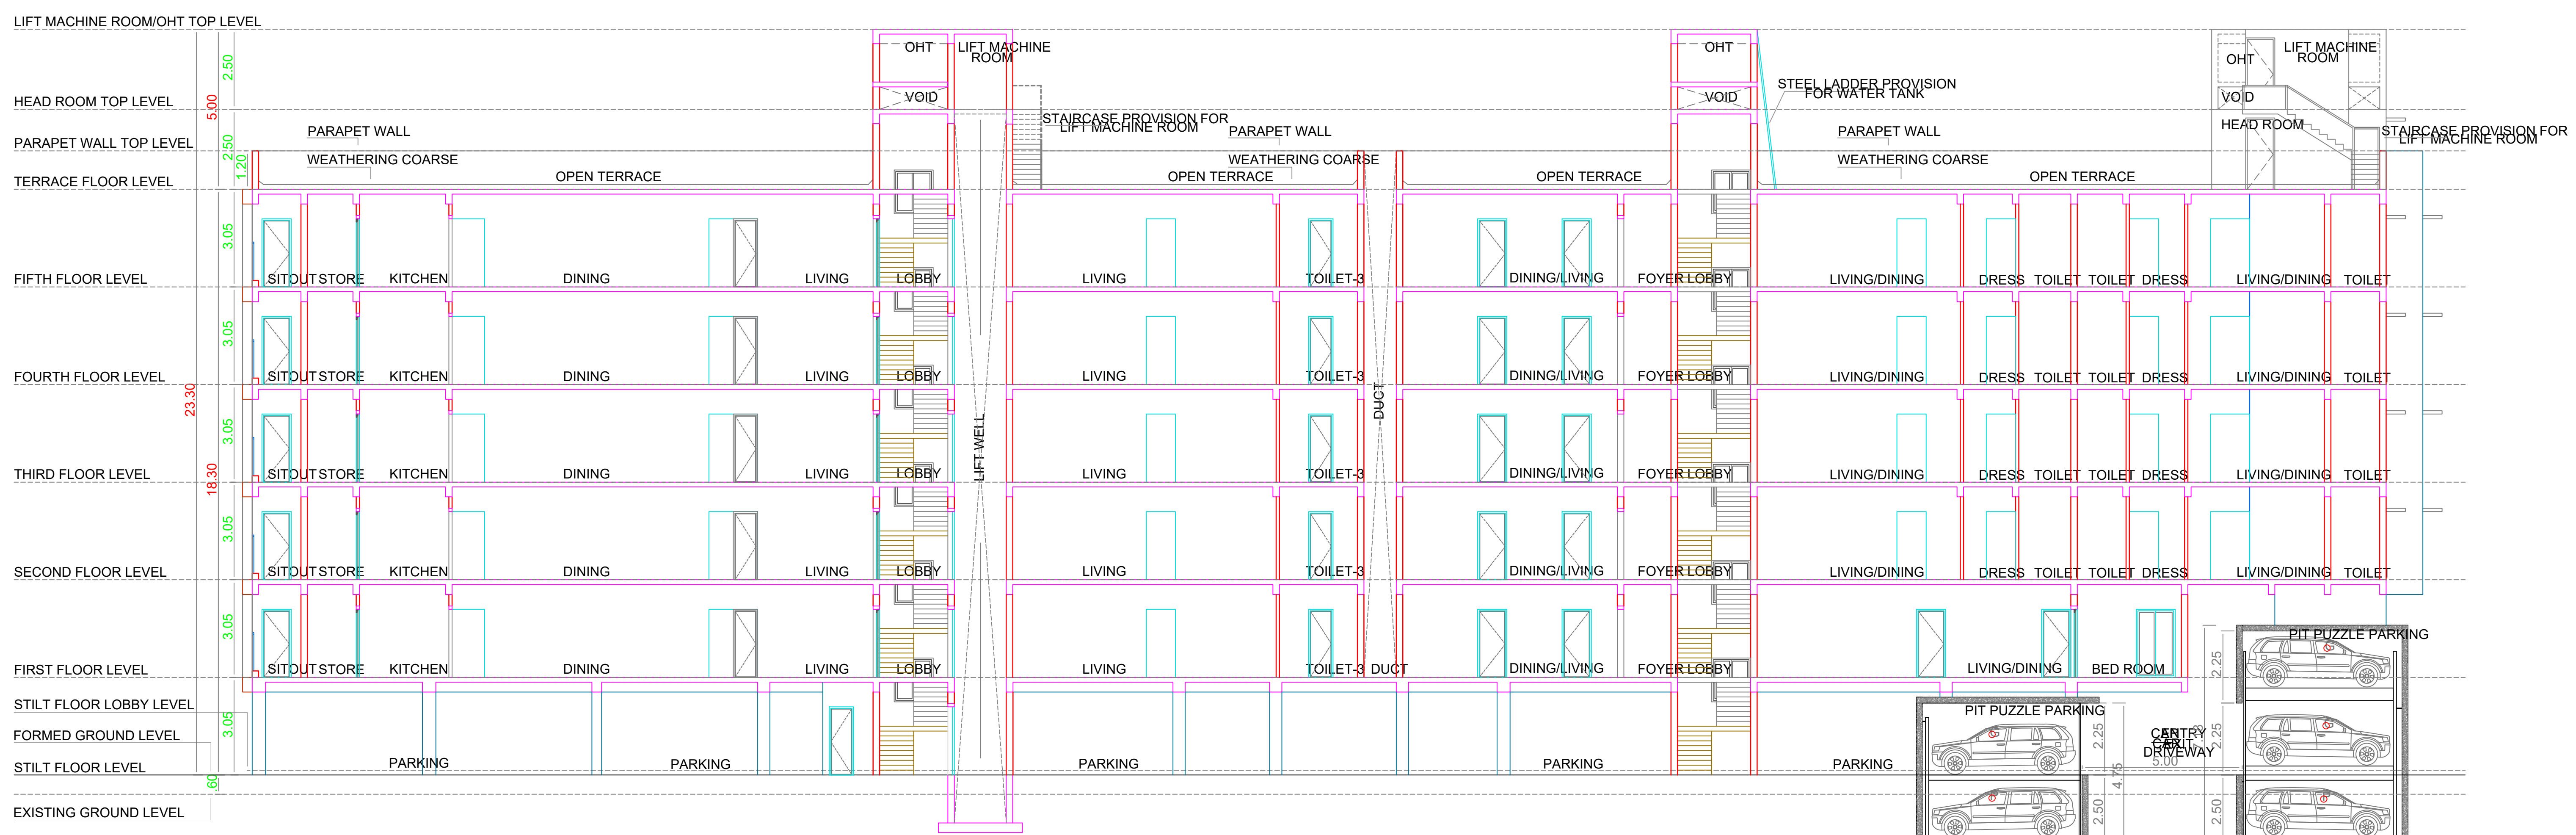 LIFT MACHINE ROOM/OHT TOP LEVEL
OHT
LIFT MACHINE
ROOM
OHT
OHT
LIFT MACHINE
ROOM
2.50
STEEL LADDER PROVISION
FOR WATER TANK
HEAD ROOM TOP LEVEL
5.00
VOID
VOID
VOID
STAIRCASE PROVISION FOR
LIFT MACHINE ROOM
HEAD ROOM
STAIRCASE PROVISION FOR
LIFT MACHINE ROOM
PARAPET WALL TOP LEVEL
2.50
PARAPET WALL
PARAPET WALL
PARAPET WALL
1.20
WEATHERING COARSE
WEATHERING COARSE
WEATHERING COARSE
TERRACE FLOOR LEVEL
OPEN TERRACE
OPEN TERRACE
OPEN TERRACE
OPEN TERRACE
3.05
FIFTH FLOOR LEVEL
SITOUT STORE KITCHEN DINING LIVING LOBBY LIVING TOILET-3 DINING/LIVING FOYER LOBBY LIVING/DINING DRESS TOILET TOILET DRESS LIVING/DINING TOILET
3.05
FOURTH FLOOR LEVEL
SITOUT STORE KITCHEN DINING LIVING LOBBY LIVING TOILET-3 DINING/LIVING FOYER LOBBY LIVING/DINING DRESS TOILET TOILET DRESS LIVING/DINING TOILET
23.30
DUCT
3.05
LIFT WELL
18.30
THIRD FLOOR LEVEL
SITOUT STORE KITCHEN DINING LIVING LOBBY LIVING TOILET-3 DINING/LIVING FOYER LOBBY LIVING/DINING DRESS TOILET TOILET DRESS LIVING/DINING TOILET
3.05
SECOND FLOOR LEVEL
SITOUT STORE KITCHEN DINING LIVING LOBBY LIVING TOILET-3 DINING/LIVING FOYER LOBBY LIVING/DINING DRESS TOILET TOILET DRESS LIVING/DINING TOILET
3.05
FIRST FLOOR LEVEL
SITOUT STORE KITCHEN DINING LIVING LOBBY LIVING TOILET-3 DUCT DINING/LIVING FOYER LOBBY LIVING/DINING BED ROOM
PIT PUZZLE PARKING
2.25
STILT FLOOR LOBBY LEVEL
PIT PUZZLE PARKING
3.05
FORMED GROUND LEVEL
2.25
DRIVEWAY
5.00
2.25
STILT FLOOR LEVEL
PARKING
PARKING
PARKING
PARKING
PARKING
4.75
.60
EXISTING GROUND LEVEL
2.50
2.50